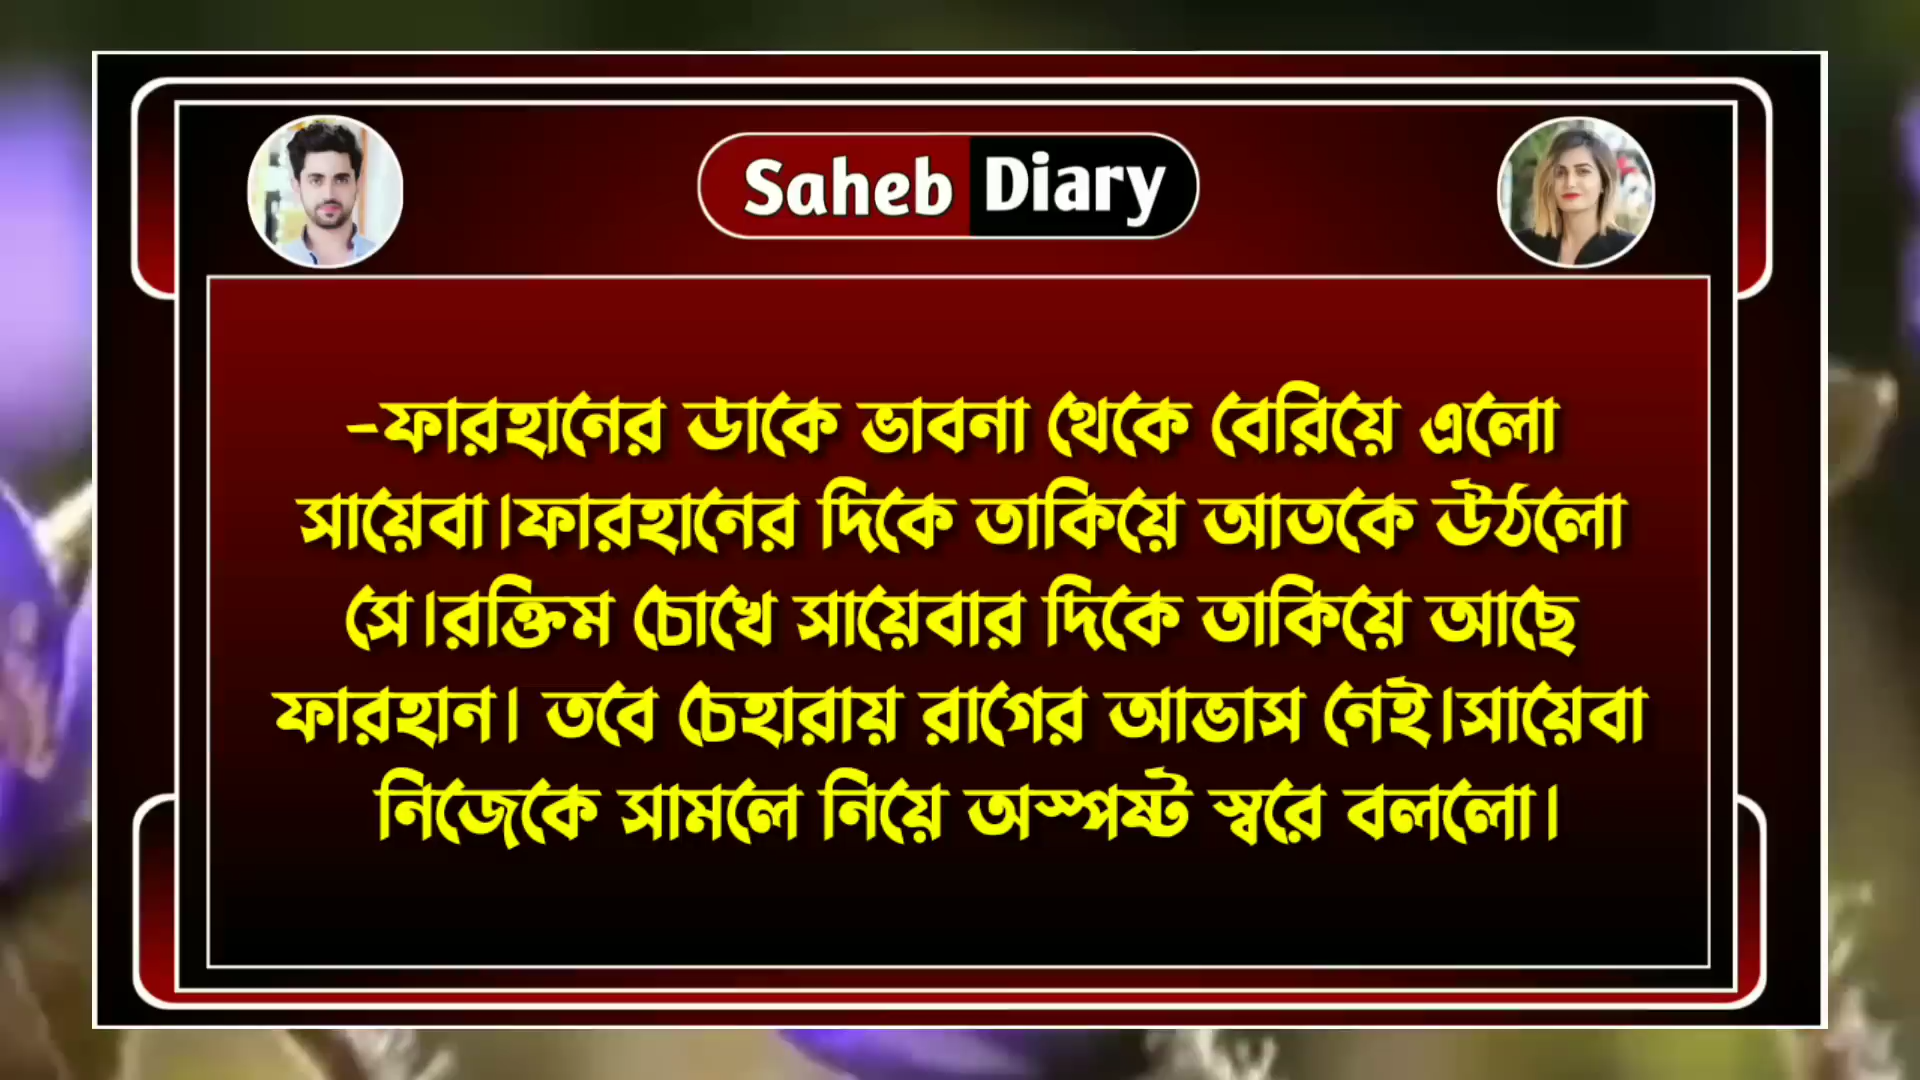 Saheb Diary
-ফারহানের ডাকে ভাবনা থেকে বেরিয়ে এলো
সায়েবা।ফারহানের দিকে তাকিয়ে আতকে উঠলো
সে।রক্তিম চোখে সায়েবার দিকে তাকিয়ে আছে
ফারহান। তবে চেহারায় রাগের আভাস নেই।সায়েবা
নিজেকে সামলে নিয়ে অস্পষ্ট স্বরে বললো।